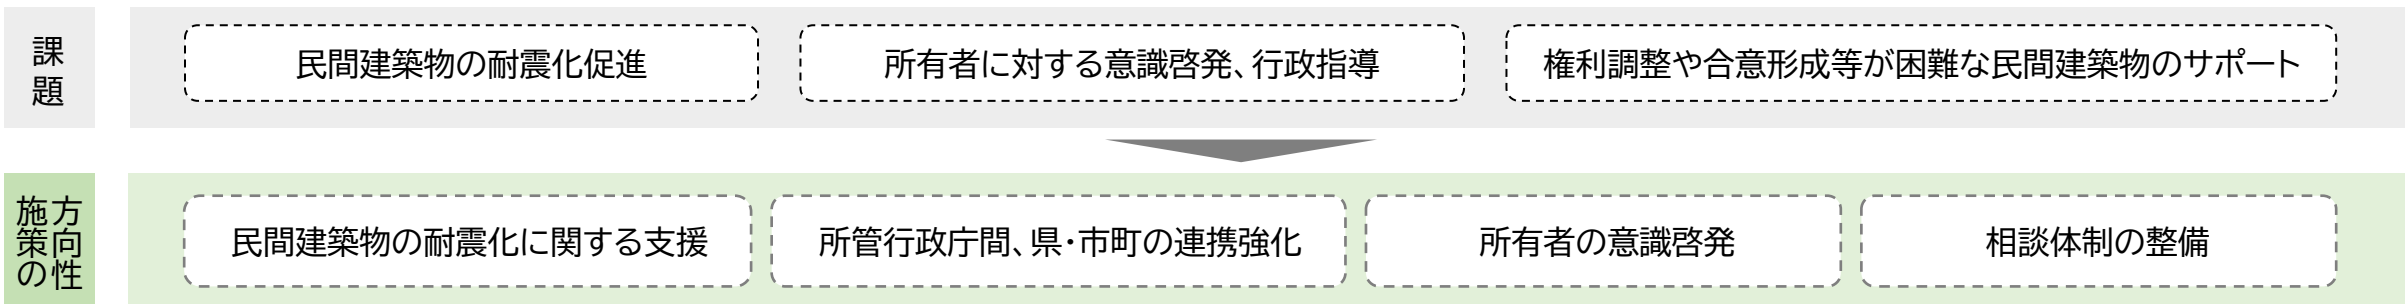 課題
民間建築物の耐震化促進
所有者に対する意識啓発、行政指導
権利調整や合意形成等が困難な民間建築物のサポート
施策の
方向性
民間建築物の耐震化に関する支援
所管行政庁間、県・市町の連携強化
所有者の意識啓発
相談体制の整備